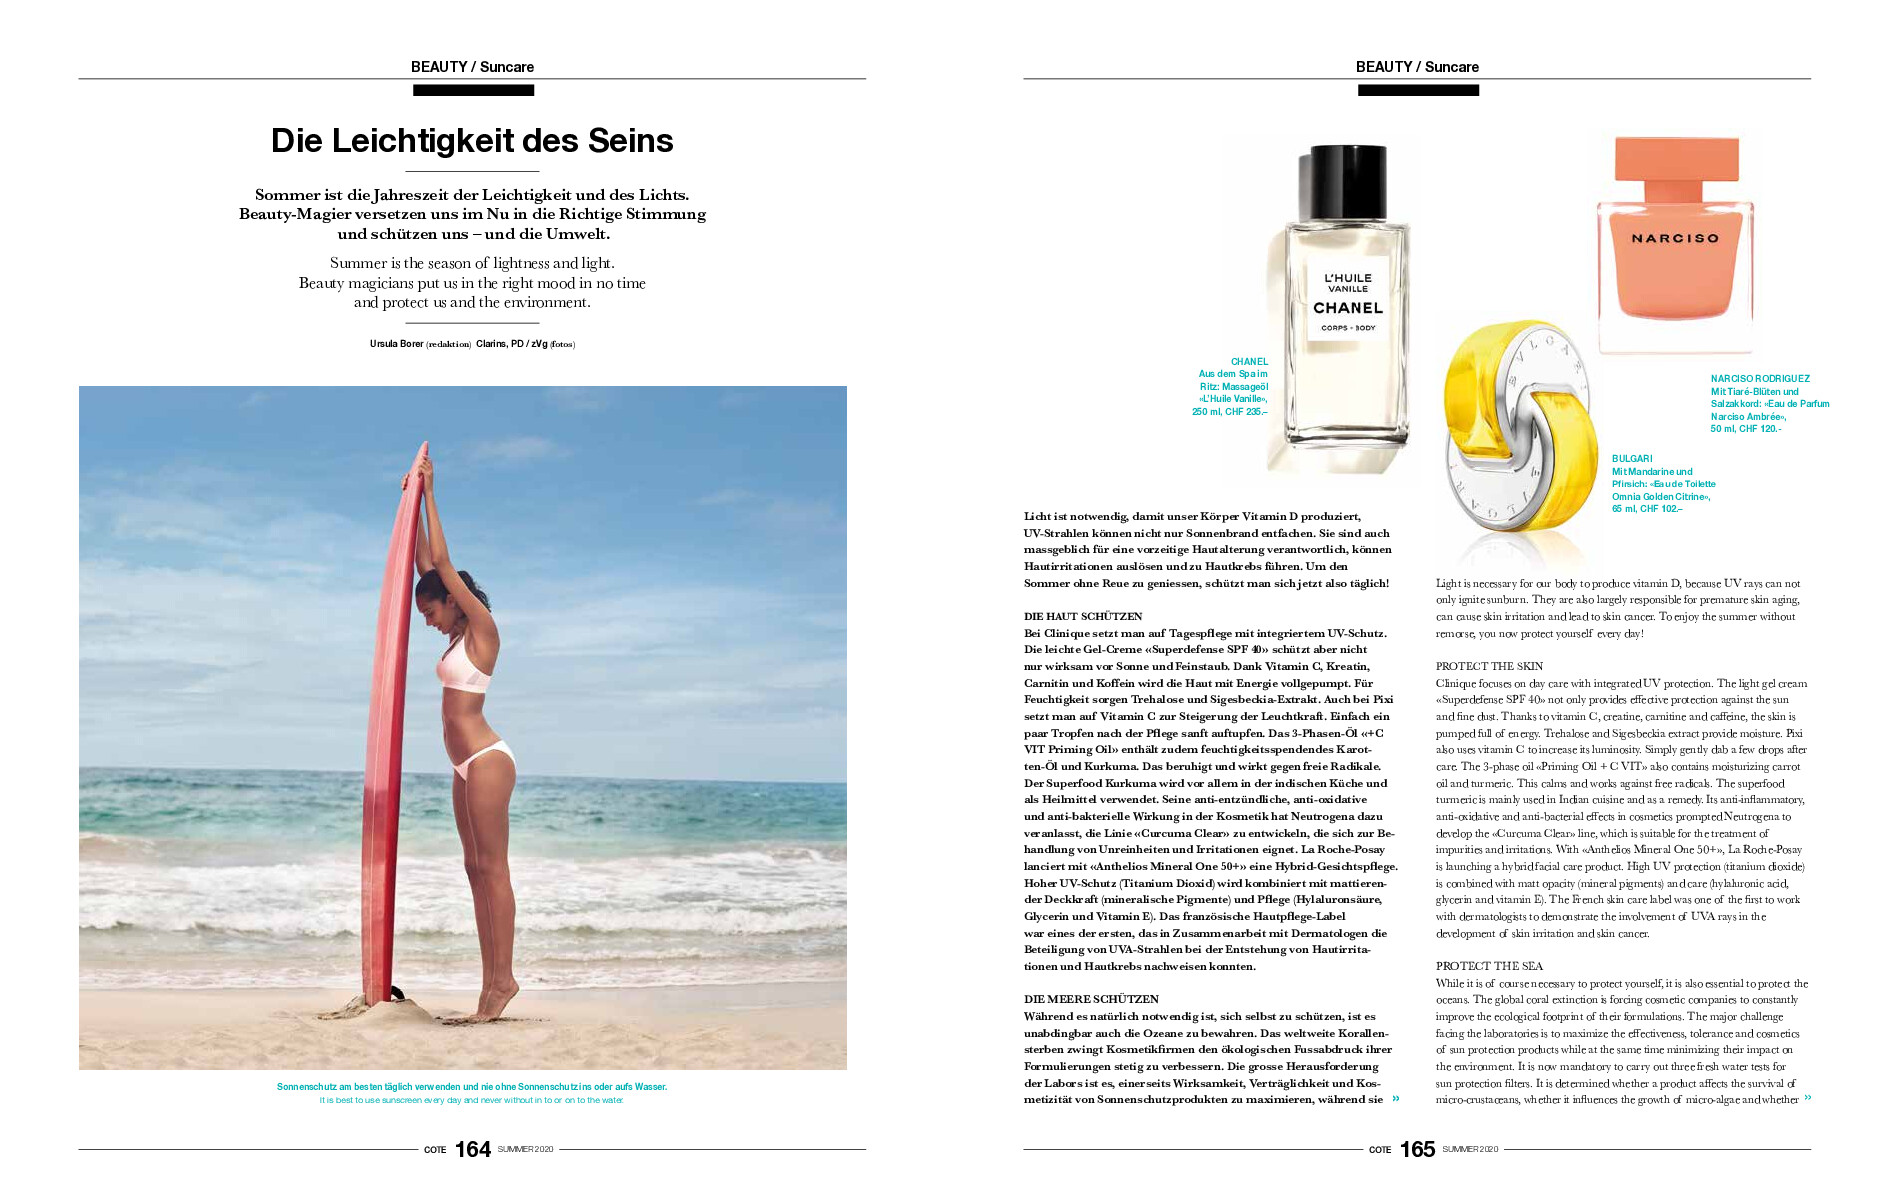 BEAUTY / Suncare
Die Leichtigkeit des Seins
Sommer ist die Jahreszeit der Leichtigkeit und des Lichts.
Beauty-Magier versetzen uns im Nu in die Richtige Stimmung
und schützen uns – und die Umwelt.
Summer is the season of lightness and light.
Beauty magicians put us in the right mood in no time
and protect us and the environment.
Ursula Borer (redaktion) Clarins, PD / zVg (fotos)
Sonnenschutz am besten täglich verwenden und nie ohne Sonnenschutz ins oder aufs Wasser.
It is best to use sunscreen every day and never without in to or on to the water.
COTE 164 SUMMER 2020
BEAUTY / Suncare
L'HUILE
VANILLE
CHANEL
CORPS - BODY
NARCISO
BVLGARI
BVLGARI
CHANEL
Aus dem Spa im
Ritz: Massageöl
«L'Huile Vanille»,
250 ml, CHF 235.–
NARCISO RODRIGUEZ
Mit Tiaré-Blüten und
Salzakkord: «Eau de Parfum
Narciso Ambrée»,
50 ml, CHF 120.-
BULGARI
Mit Mandarine und
Pfirsich: «Eau de Toilette
Omnia Golden Citrine»,
65 ml, CHF 102.–
Licht ist notwendig, damit unser Körper Vitamin D produziert,
UV-Strahlen können nicht nur Sonnenbrand entfachen. Sie sind auch
massgeblich für eine vorzeitige Hautalterung verantwortlich, können
Hautirritationen auslösen und zu Hautkrebs führen. Um den
Sommer ohne Reue zu geniessen, schützt man sich jetzt also täglich!
DIE HAUT SCHÜTZEN
Bei Clinique setzt man auf Tagespflege mit integriertem UV-Schutz.
Die leichte Gel-Creme «Superdefense SPF 40» schützt aber nicht
nur wirksam vor Sonne und Feinstaub. Dank Vitamin C, Kreatin,
Carnitin und Koffein wird die Haut mit Energie vollgepumpt. Für
Feuchtigkeit sorgen Trehalose und Sigesbeckia-Extrakt. Auch bei Pixi
setzt man auf Vitamin C zur Steigerung der Leuchtkraft. Einfach ein
paar Tropfen nach der Pflege sanft auftupfen. Das 3-Phasen-Öl «+C
VIT Priming Oil» enthält zudem feuchtigkeitsspendendes Karot-
ten-Öl und Kurkuma. Das beruhigt und wirkt gegen freie Radikale.
Der Superfood Kurkuma wird vor allem in der indischen Küche und
als Heilmittel verwendet. Seine anti-entzündliche, anti-oxidative
und anti-bakterielle Wirkung in der Kosmetik hat Neutrogena dazu
veranlasst, die Linie «Curcuma Clear» zu entwickeln, die sich zur Be-
handlung von Unreinheiten und Irritationen eignet. La Roche-Posay
lanciert mit «Anthelios Mineral One 50+» eine Hybrid-Gesichtspflege.
Hoher UV-Schutz (Titanium Dioxid) wird kombiniert mit mattieren-
der Deckkraft (mineralische Pigmente) und Pflege (Hylaluronsäure,
Glycerin und Vitamin E). Das französische Hautpflege-Label
war eines der ersten, das in Zusammenarbeit mit Dermatologen die
Beteiligung von UVA-Strahlen bei der Entstehung von Hautirrita-
tionen und Hautkrebs nachweisen konnten.
DIE MEERE SCHÜTZEN
Während es natürlich notwendig ist, sich selbst zu schützen, ist es
unabdingbar auch die Ozeane zu bewahren. Das weltweite Korallen-
sterben zwingt Kosmetikfirmen den ökologischen Fussabdruck ihrer
Formulierungen stetig zu verbessern. Die grosse Herausforderung
der Labors ist es, einerseits Wirksamkeit, Verträglichkeit und Kos-
metizität von Sonnenschutzprodukten zu maximieren, während sie »
Light is necessary for our body to produce vitamin D, because UV rays can not
only ignite sunburn. They are also largely responsible for premature skin aging,
can cause skin irritation and lead to skin cancer. To enjoy the summer without
remorse, you now protect yourself every day!
PROTECT THE SKIN
Clinique focuses on day care with integrated UV protection. The light gel cream
«Superdefense SPF 40» not only provides effective protection against the sun
and fine dust. Thanks to vitamin C, creatine, carnitine and caffeine, the skin is
pumped full of energy. Trehalose and Sigesbeckia extract provide moisture. Pixi
also uses vitamin C to increase its luminosity. Simply gently dab a few drops after
care. The 3-phase oil «Priming Oil + C VIT» also contains moisturizing carrot
oil and turmeric. This calms and works against free radicals. The superfood
turmeric is mainly used in Indian cuisine and as a remedy. Its anti-inflammatory,
anti-oxidative and anti-bacterial effects in cosmetics prompted Neutrogena to
develop the «Curcuma Clear» line, which is suitable for the treatment of
impurities and irritations. With «Anthelios Mineral One 50+», La Roche-Posay
is launching a hybrid facial care product. High UV protection (titanium dioxide)
is combined with matt opacity (mineral pigments) and care (hylaluronic acid,
glycerin and vitamin E). The French skin care label was one of the first to work
with dermatologists to demonstrate the involvement of UVA rays in the
development of skin irritation and skin cancer.
PROTECT THE SEA
While it is of course necessary to protect yourself, it is also essential to protect the
oceans. The global coral extinction is forcing cosmetic companies to constantly
improve the ecological footprint of their formulations. The major challenge
facing the laboratories is to maximize the effectiveness, tolerance and cosmetics
of sun protection products while at the same time minimizing their impact on
the environment. It is now mandatory to carry out three fresh water tests for
sun protection filters. It is determined whether a product affects the survival of
micro-crustaceans, whether it influences the growth of micro-algae and whether »
COTE 165 SUMMER 2020